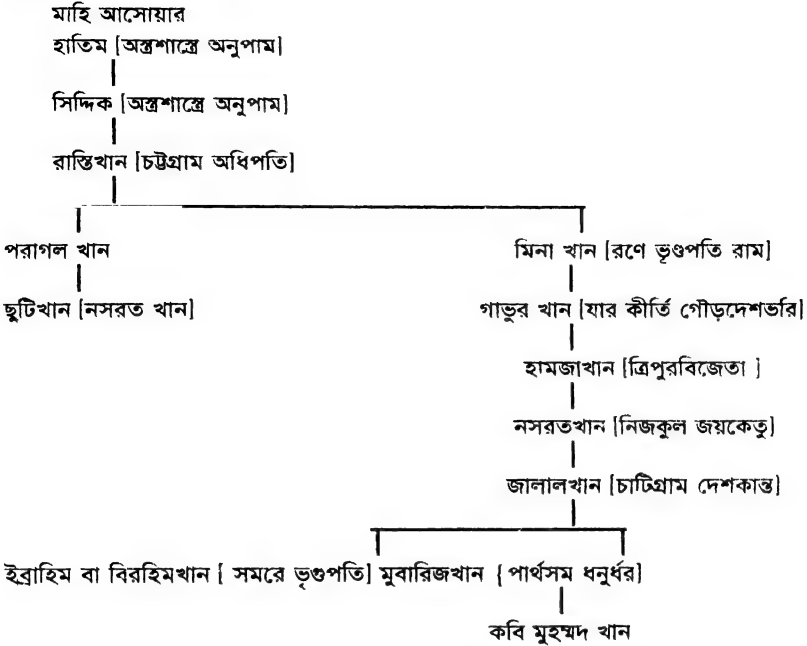 মাহি আসোয়ার
হাতিম [অস্ত্রশাস্ত্রে অনুপাম]
সিদ্দিক [অস্ত্রশাস্ত্রে অনুপাম]
রাস্তিখান [চট্টগ্রাম অধিপতি]
পরাগল খান মিনা খান [রণে ভৃগুপতি রাম]
ছুটিখান [নসরত খান] গাভুর খান [যার কীর্তি গৌড়দেশভরি]
হামজাখান [ত্রিপুরবিজেতা ]
নসরতখান [নিজকুল জয়কেতু]
জালালখান [চাটিগ্রাম দেশকান্ত]
ইব্রাহিম বা বিরহিমখান [ সমরে ভৃগুপতি] মুবারিজখান { পার্থসম ধনুর্ধর]
কবি মুহম্মদ খান